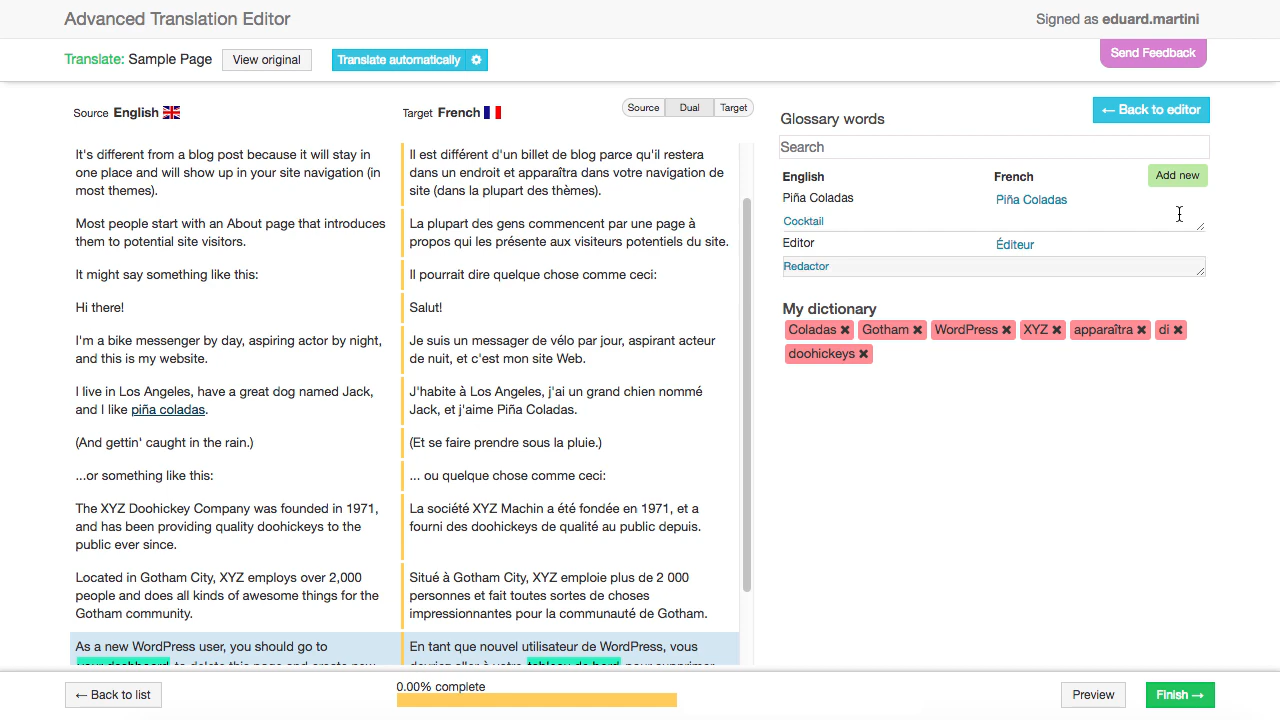 Advanced Translation Editor
Signed as eduard.martini
Translate: Sample Page
View original
Translate automatically
Send Feedback
Source English
Target French
Source
Dual
Target
It's different from a blog post because it will stay in
one place and will show up in your site navigation (in
most themes).
Il est différent d'un billet de blog parce qu'il restera
dans un endroit et apparaîtra dans votre navigation de
site (dans la plupart des thèmes).
Most people start with an About page that introduces
them to potential site visitors.
La plupart des gens commencent par une page à
propos qui les présente aux visiteurs potentiels du site.
It might say something like this:
Il pourrait dire quelque chose comme ceci:
Hi there!
Salut!
I'm a bike messenger by day, aspiring actor by night,
and this is my website.
Je suis un messager de vélo par jour, aspirant acteur
de nuit, et c'est mon site Web.
I live in Los Angeles, have a great dog named Jack,
and I like piña coladas.
J'habite à Los Angeles, j'ai un grand chien nommé
Jack, et j'aime Piña Coladas.
(And gettin' caught in the rain.)
(Et se faire prendre sous la pluie.)
...or something like this:
... ou quelque chose comme ceci:
The XYZ Doohickey Company was founded in 1971,
and has been providing quality doohickeys to the
public ever since.
La société XYZ Machin a été fondée en 1971, et a
fourni des doohickeys de qualité au public depuis.
Located in Gotham City, XYZ employs over 2,000
people and does all kinds of awesome things for the
Gotham community.
Situé à Gotham City, XYZ emploie plus de 2 000
personnes et fait toutes sortes de choses
impressionnantes pour la communauté de Gotham.
As a new WordPress user, you should go to
your dashboard to delete this page and create new
En tant que nouvel utilisateur de WordPress, vous
devriez aller à votre tableau de bord pour supprimer
← Back to editor
Glossary words
Search
English
French
Add new
Piña Coladas
Piña Coladas
Cocktail
Editor
Éditeur
Redactor
My dictionary
Coladas ✖ Gotham ✖ WordPress ✖ XYZ ✖ apparaîtra ✖ di ✖
doohickeys ✖
← Back to list
0.00% complete
Preview
Finish →